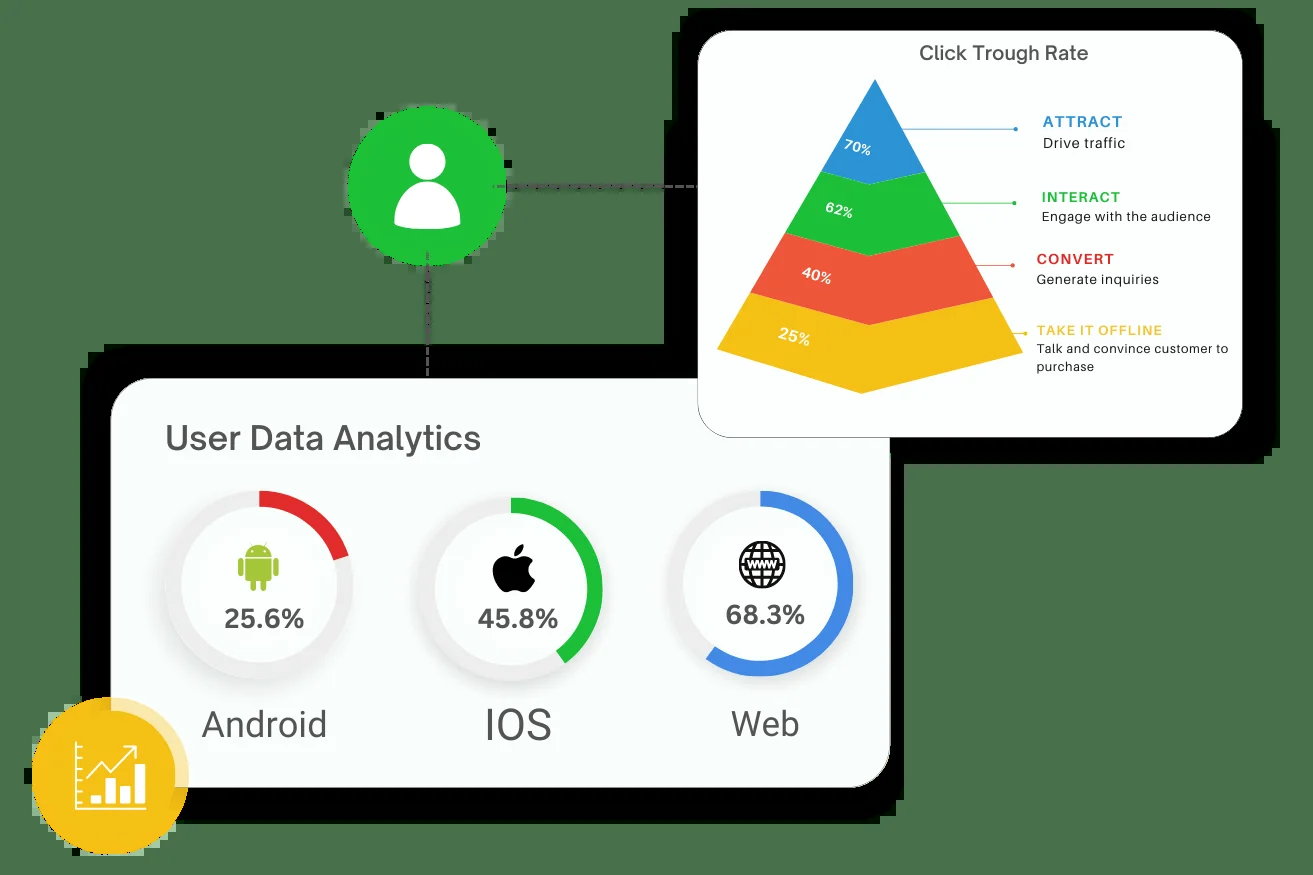 Click Trough Rate
70%
ATTRACT
Drive traffic
62%
INTERACT
Engage with the audience
40%
CONVERT
Generate inquiries
25%
TAKE IT OFFLINE
Talk and convince customer to
purchase
User Data Analytics
25.6%
Android
45.8%
IOS
WWW
68.3%
Web